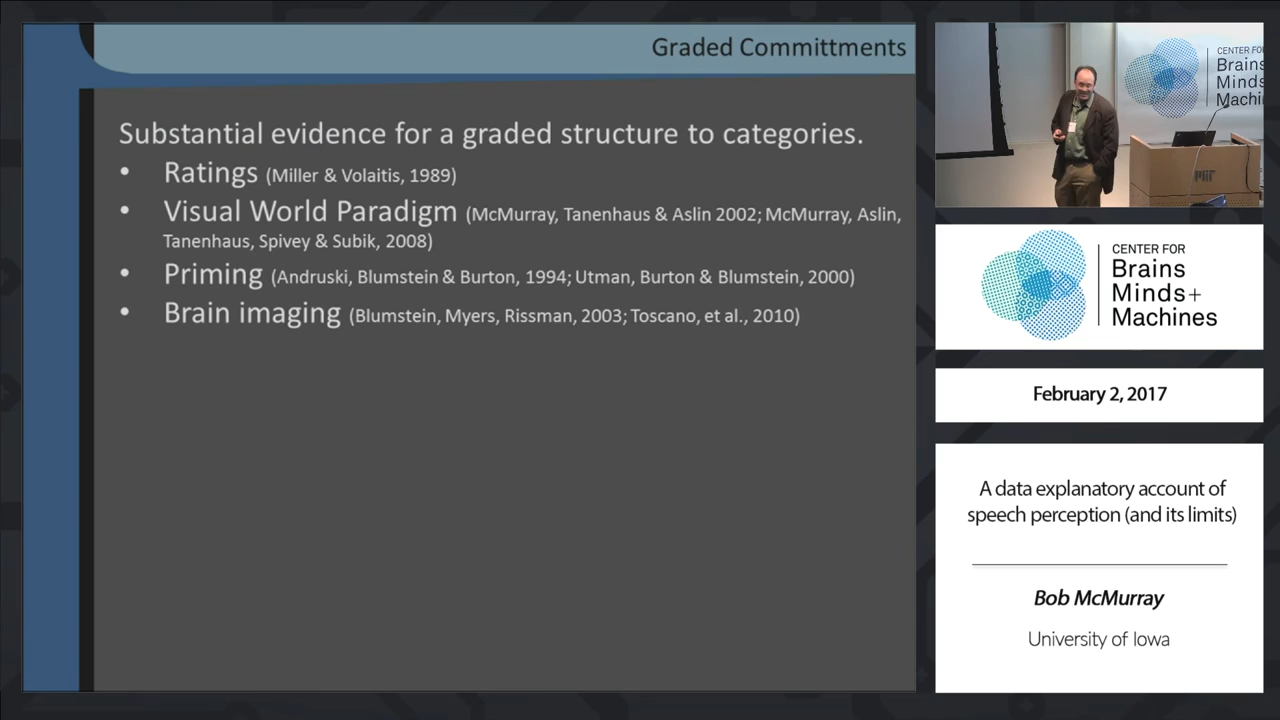 Graded Committments
Substantial evidence for a graded structure to categories.
• Ratings (Miller & Volaitis, 1989)
• Visual World Paradigm (McMurray, Tanenhaus & Aslin 2002; McMurray, Aslin,
Tanenhaus, Spivey & Subik, 2008)
• Priming (Andruski, Blumstein & Burton, 1994; Utman, Burton & Blumstein, 2000)
• Brain imaging (Blumstein, Myers, Rissman, 2003; Toscano, et al., 2010)
CENTER FO
Brains
Minds
Machi
MIT
CENTER FOR
Brains
Minds+
Machines
February 2, 2017
A data explanatory account of
speech perception (and its limits)
Bob McMurray
University of Iowa